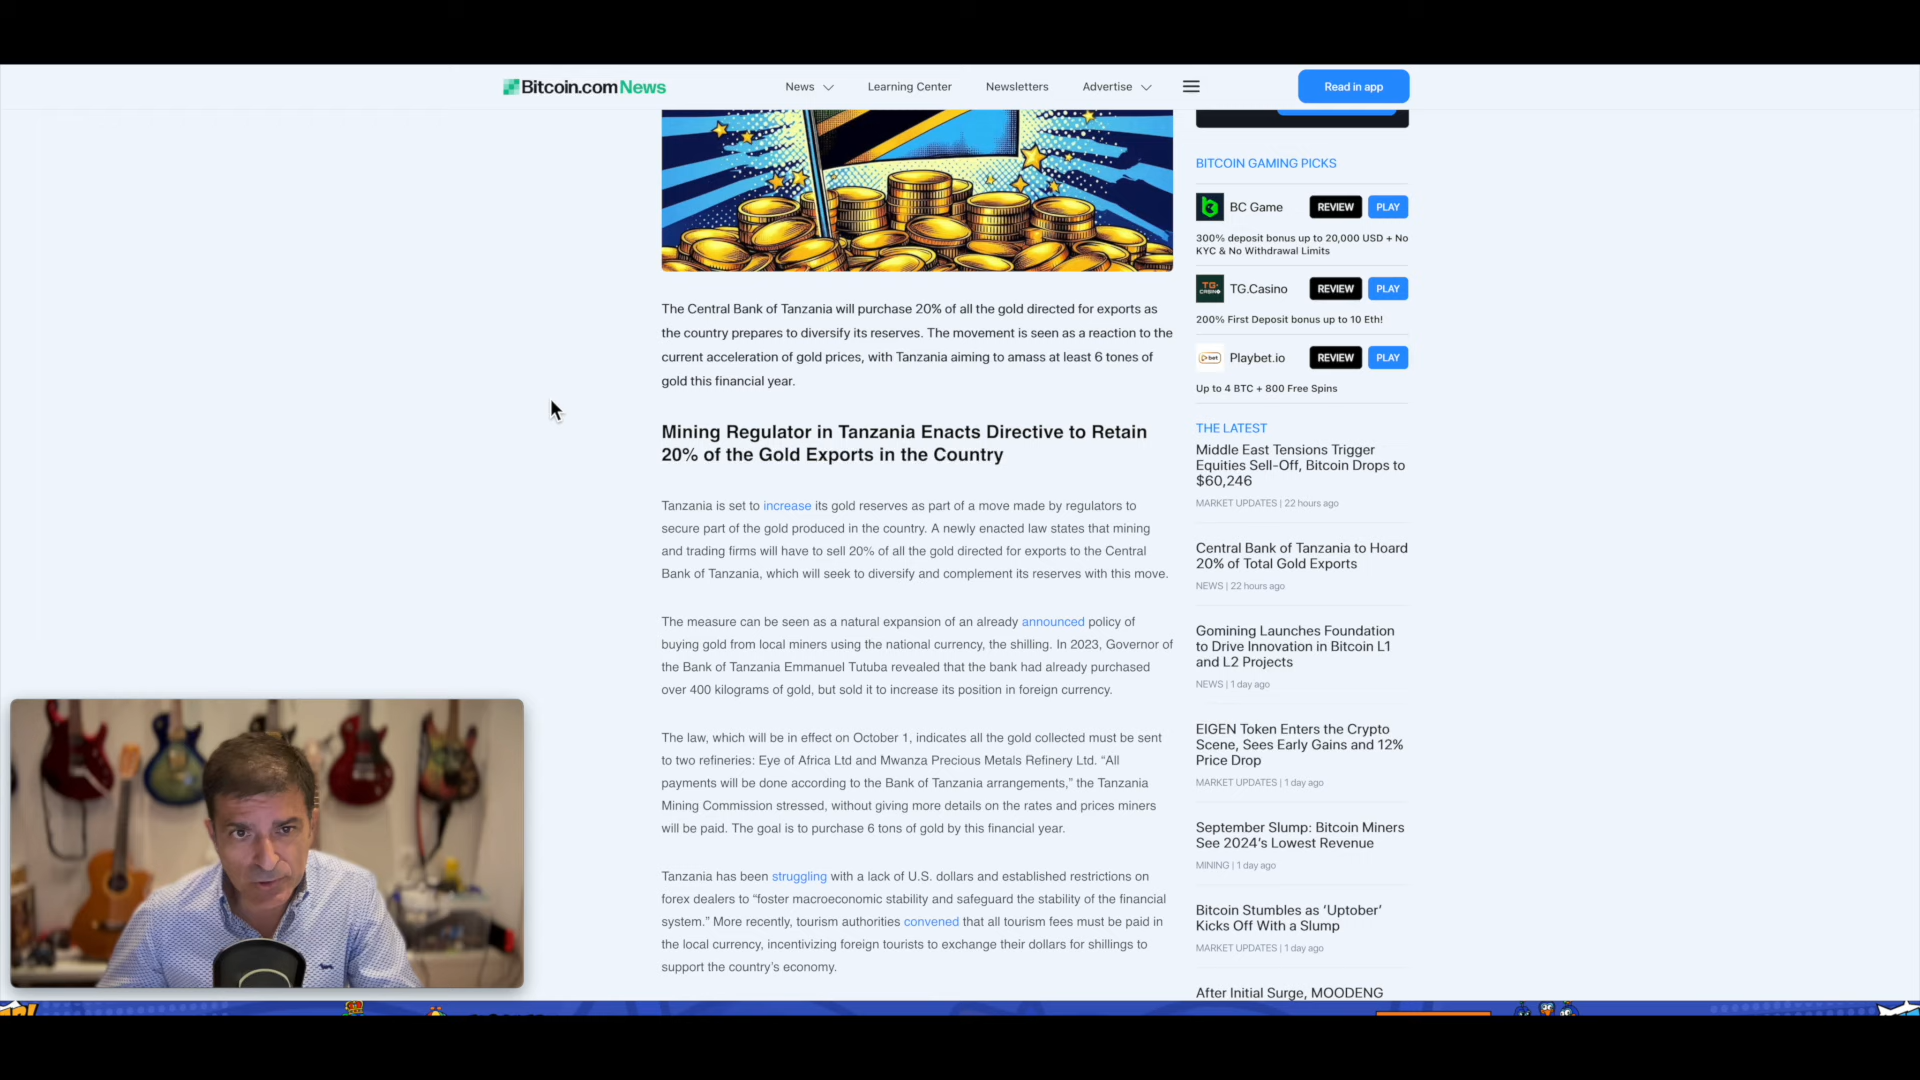 Bitcoin.com News
News
Learning Center
Newsletters
Advertise
Read in app
The Central Bank of Tanzania will purchase 20% of all the gold directed for exports as
the country prepares to diversify its reserves. The movement is seen as a reaction to the
current acceleration of gold prices, with Tanzania aiming to amass at least 6 tones of
gold this financial year.
Mining Regulator in Tanzania Enacts Directive to Retain
20% of the Gold Exports in the Country
Tanzania is set to increase its gold reserves as part of a move made by regulators to
secure part of the gold produced in the country. A newly enacted law states that mining
and trading firms will have to sell 20% of all the gold directed for exports to the Central
Bank of Tanzania, which will seek to diversify and complement its reserves with this move.
The measure can be seen as a natural expansion of an already announced policy of
buying gold from local miners using the national currency, the shilling. In 2023, Governor of
the Bank of Tanzania Emmanuel Tutuba revealed that the bank had already purchased
over 400 kilograms of gold, but sold it to increase its position in foreign currency.
The law, which will be in effect on October 1, indicates all the gold collected must be sent
to two refineries: Eye of Africa Ltd and Mwanza Precious Metals Refinery Ltd. “All
payments will be done according to the Bank of Tanzania arrangements,” the Tanzania
Mining Commission stressed, without giving more details on the rates and prices miners
will be paid. The goal is to purchase 6 tons of gold by this financial year.
Tanzania has been struggling with a lack of U.S. dollars and established restrictions on
forex dealers to “foster macroeconomic stability and safeguard the stability of the financial
system.” More recently, tourism authorities convened that all tourism fees must be paid in
the local currency, incentivizing foreign tourists to exchange their dollars for shillings to
support the country’s economy.
BITCOIN GAMING PICKS
BC Game
REVIEW
PLAY
300% deposit bonus up to 20,000 USD + No
KYC & No Withdrawal Limits
TG.Casino
REVIEW
PLAY
200% First Deposit bonus up to 10 Eth!
Playbet.io
REVIEW
PLAY
Up to 4 BTC + 800 Free Spins
THE LATEST
Middle East Tensions Trigger
Equities Sell-Off, Bitcoin Drops to
$60,246
MARKET UPDATES | 22 hours ago
Central Bank of Tanzania to Hoard
20% of Total Gold Exports
NEWS | 22 hours ago
Gomining Launches Foundation
to Drive Innovation in Bitcoin L1
and L2 Projects
NEWS | 1 day ago
EIGEN Token Enters the Crypto
Scene, Sees Early Gains and 12%
Price Drop
MARKET UPDATES | 1 day ago
September Slump: Bitcoin Miners
See 2024’s Lowest Revenue
MINING | 1 day ago
Bitcoin Stumbles as ‘Uptober’
Kicks Off With a Slump
MARKET UPDATES | 1 day ago
After Initial Surge, MOODENG